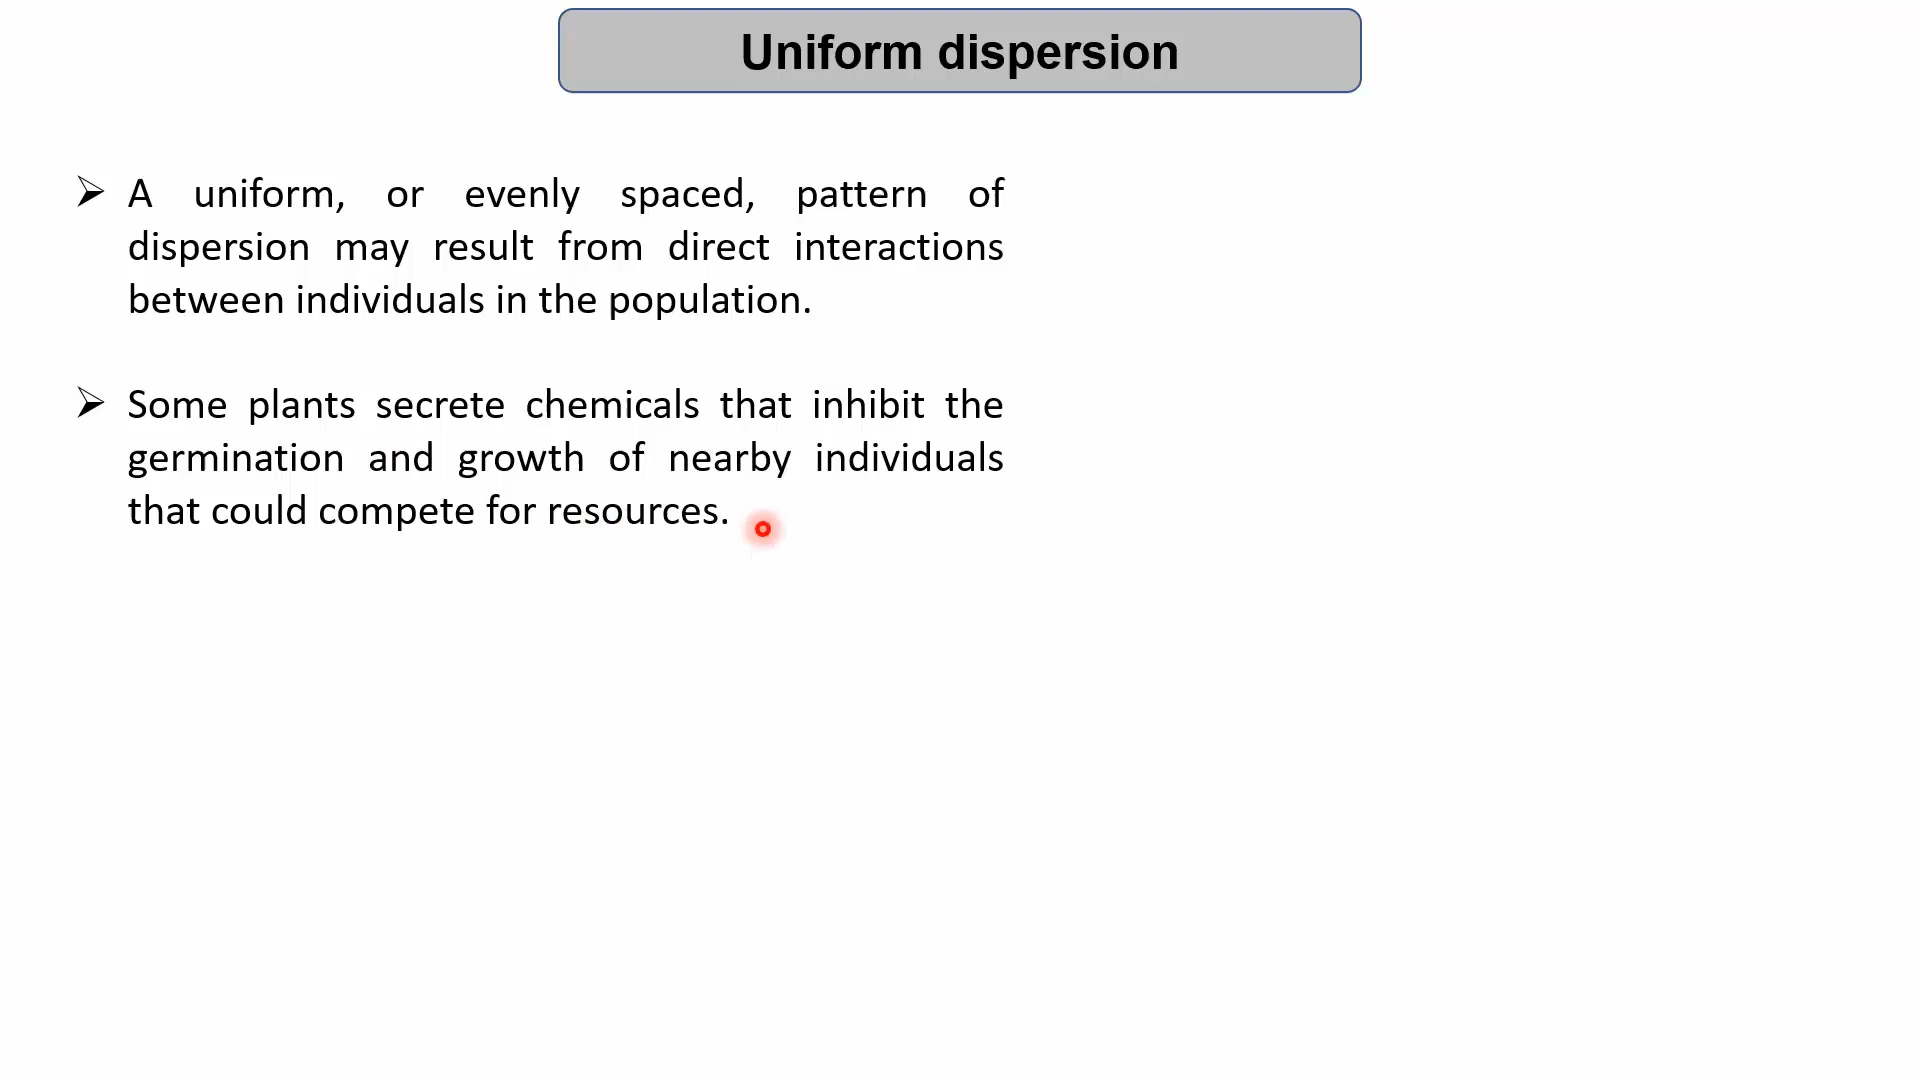 Uniform dispersion
➢ A uniform, or evenly spaced, pattern of
dispersion may result from direct interactions
between individuals in the population.
➢ Some plants secrete chemicals that inhibit the
germination and growth of nearby individuals
that could compete for resources.